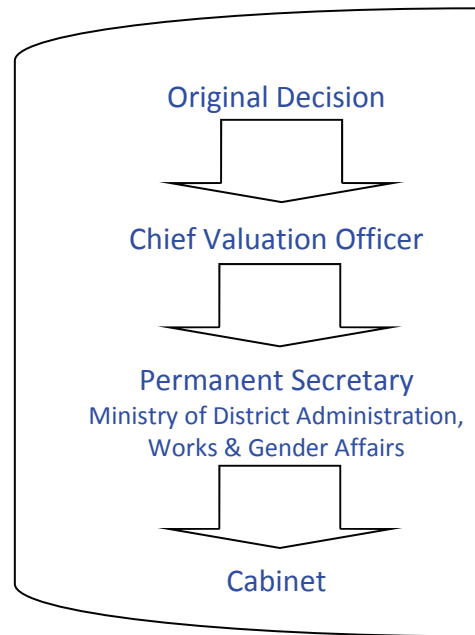 Original Decision
Chief Valuation Officer
Permanent Secretary
Ministry of District Administration,
Works & Gender Affairs
Cabinet